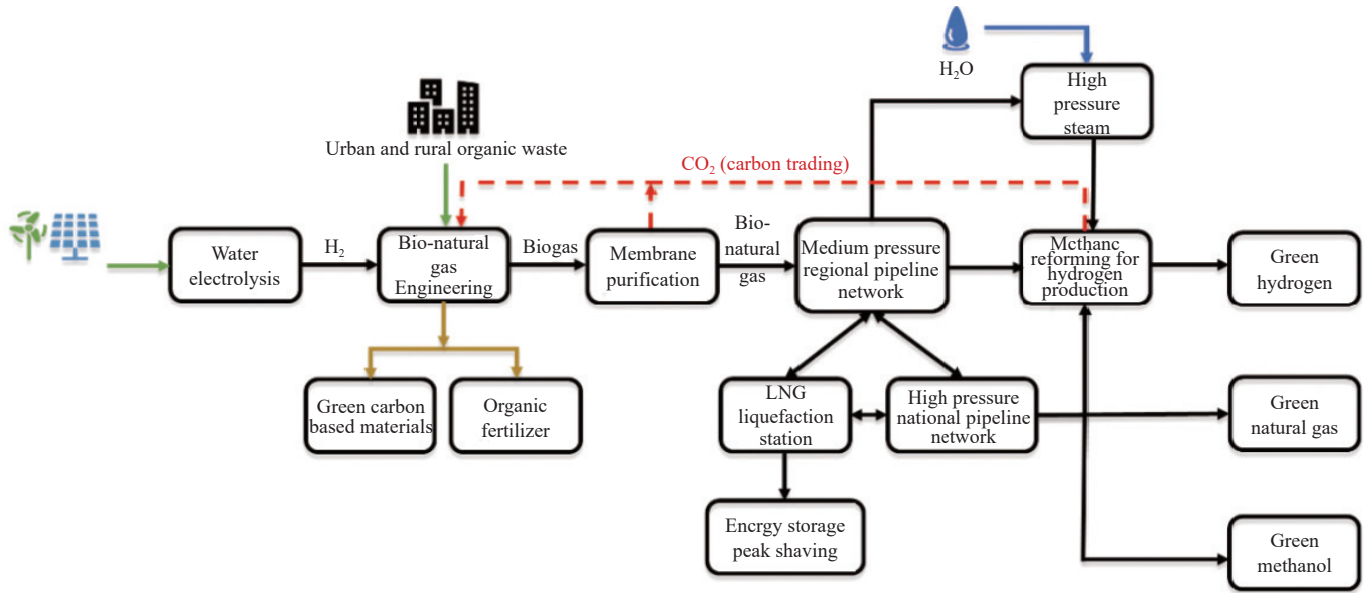 H₂O
High
pressure
steam
Urban and rural organic waste
CO₂ (carbon trading)
Water
electrolysis
H₂
Bio-natural
gas
Engineering
Biogas
Membrane
purification
Bio-
natural
gas
Medium pressure
regional pipeline
network
Mcthanc
reforming for
hydrogen
production
Green
hydrogen
Green carbon
based materials
Organic
fertilizer
LNG
liquefaction
station
High pressure
national pipeline
network
Green
natural gas
Encrgy storage
peak shaving
Green
methanol